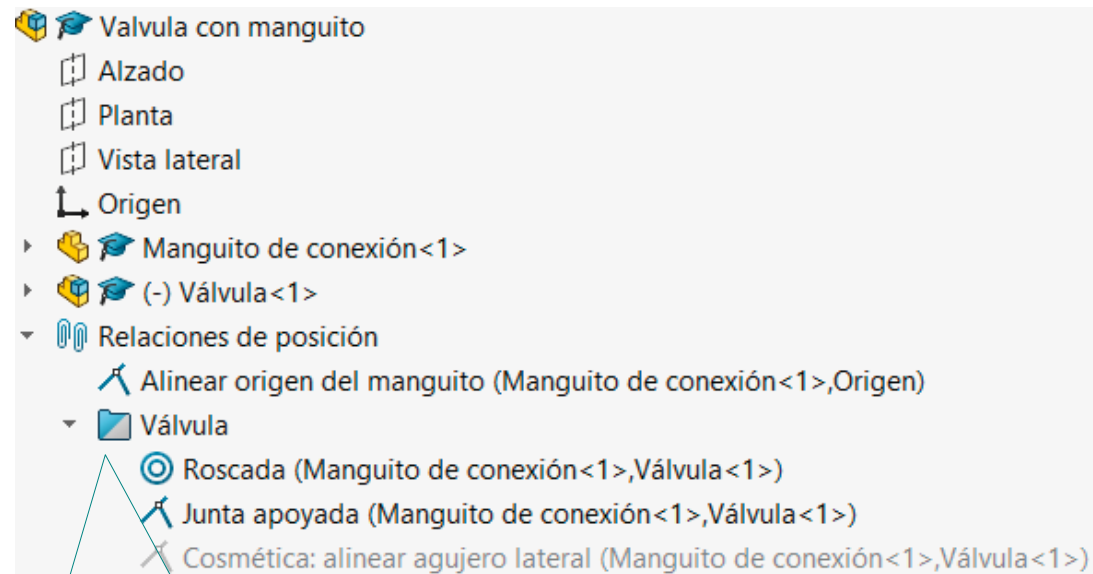 Valvula con manguito
Alzado
Planta
Vista lateral
Origen
Manguito de conexión<1>
(-) Válvula<1>
Relaciones de posición
Alinear origen del manguito (Manguito de conexión<1>,Origen)
Válvula
Roscada (Manguito de conexión<1>,Válvula<1>)
Junta apoyada (Manguito de conexión<1>,Válvula<1>)
Cosmética: alinear agujero lateral (Manguito de conexión<1>,Válvula<1>)